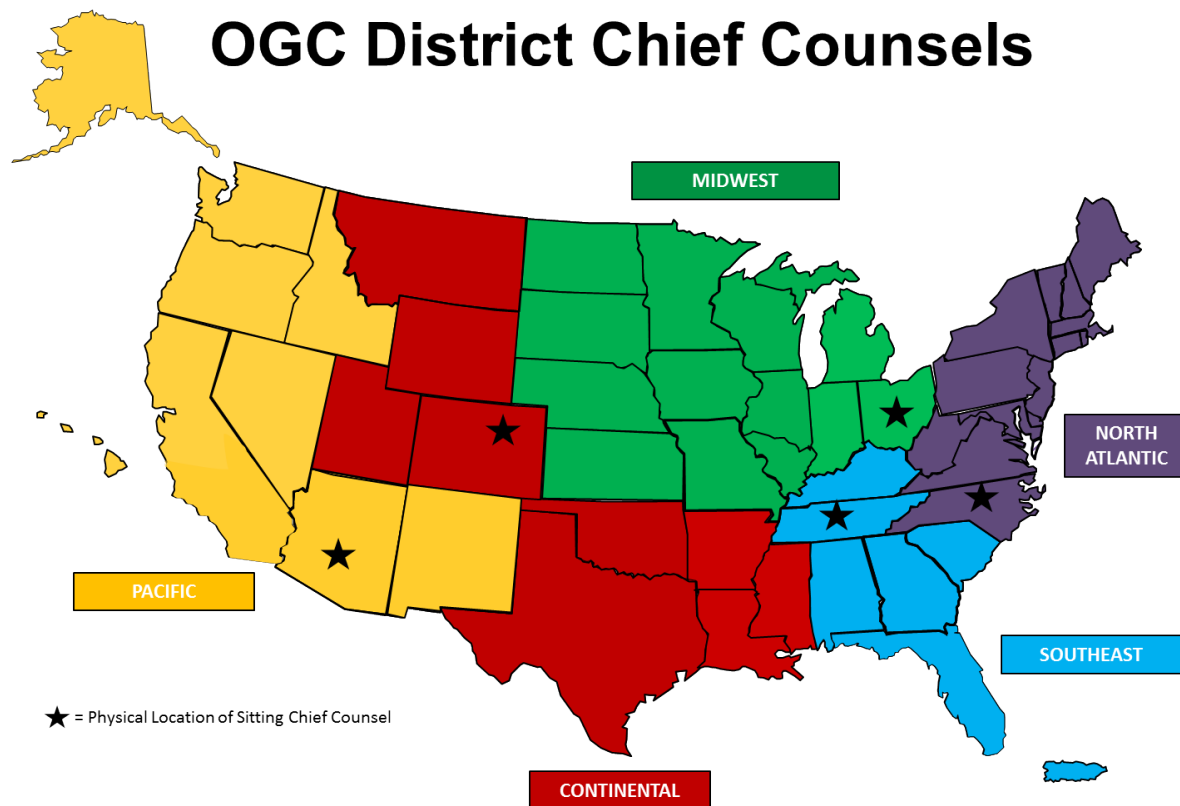 OGC District Chief Counsels
MIDWEST
NORTH
ATLANTIC
PACIFIC
SOUTHEAST
★ = Physical Location of Sitting Chief Counsel
CONTINENTAL